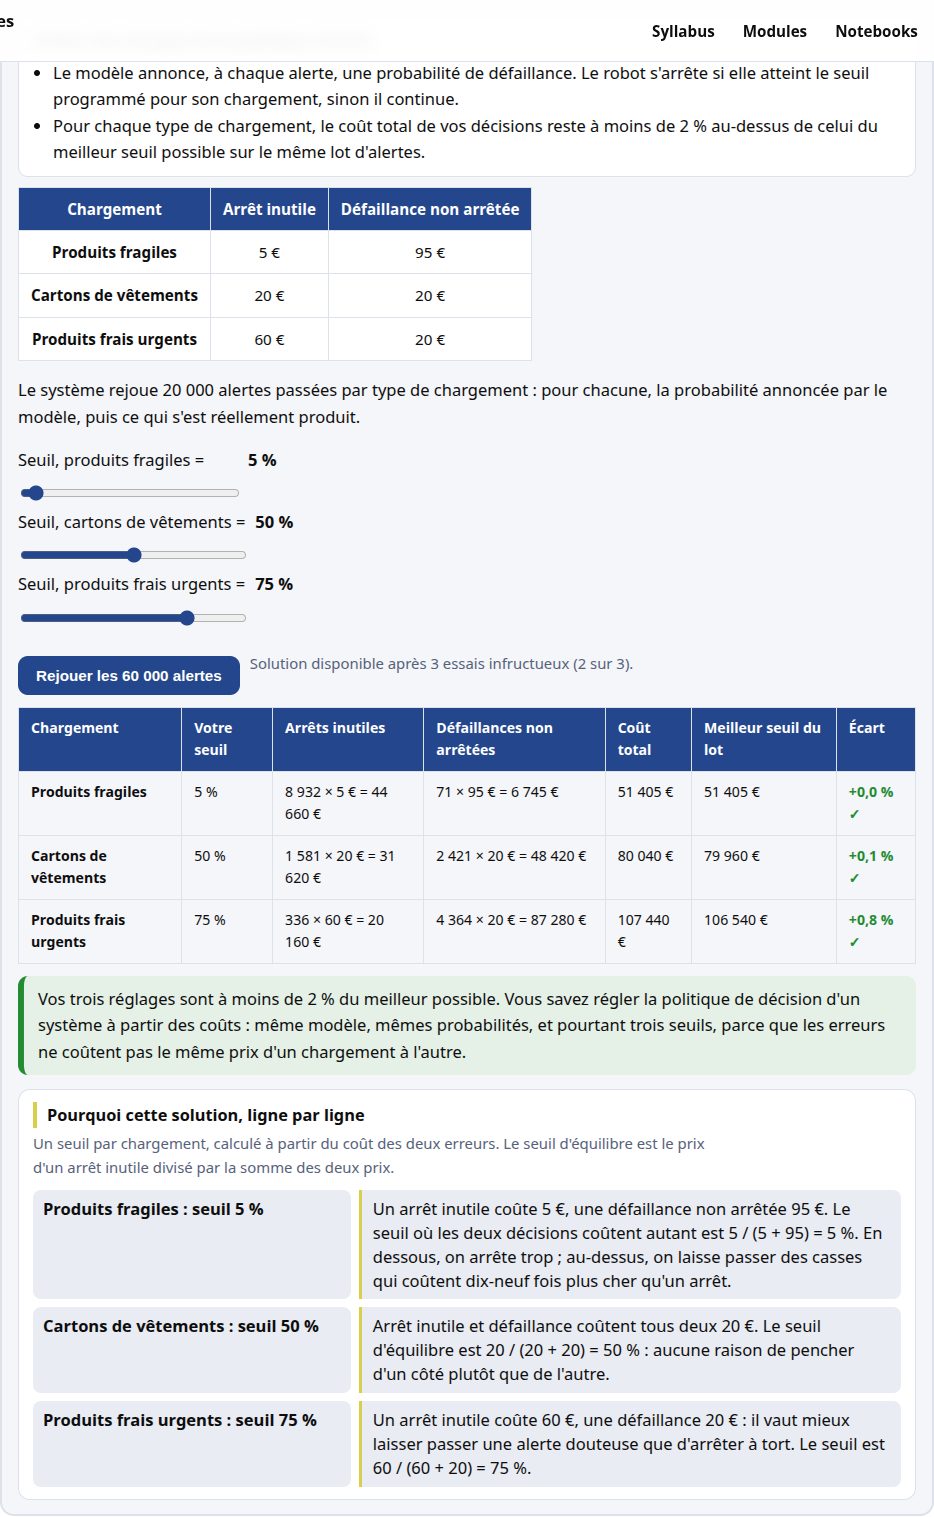 es
Syllabus Modules Notebooks
• Le modèle annonce, à chaque alerte, une probabilité de défaillance. Le robot s'arrête si elle atteint le seuil
programmé pour son chargement, sinon il continue.
• Pour chaque type de chargement, le coût total de vos décisions reste à moins de 2 % au-dessus de celui du
meilleur seuil possible sur le même lot d'alertes.
Chargement Arrêt inutile Défaillance non arrêtée
Produits fragiles 5 € 95 €
Cartons de vêtements 20 € 20 €
Produits frais urgents 60 € 20 €
Le système rejoue 20 000 alertes passées par type de chargement : pour chacune, la probabilité annoncée par le
modèle, puis ce qui s'est réellement produit.
Seuil, produits fragiles = 5 %
Seuil, cartons de vêtements = 50 %
Seuil, produits frais urgents = 75 %
Rejouer les 60 000 alertes Solution disponible après 3 essais infructueux (2 sur 3).
Chargement Votre seuil Arrêts inutiles Défaillances non arrêtées Coût total Meilleur seuil du lot Écart
Produits fragiles 5 % 8 932 × 5 € = 44 660 € 71 × 95 € = 6 745 € 51 405 € 51 405 € +0,0 % ✓
Cartons de vêtements 50 % 1 581 × 20 € = 31 620 € 2 421 × 20 € = 48 420 € 80 040 € 79 960 € +0,1 % ✓
Produits frais urgents 75 % 336 × 60 € = 20 160 € 4 364 × 20 € = 87 280 € 107 440 € 106 540 € +0,8 % ✓
Vos trois réglages sont à moins de 2 % du meilleur possible. Vous savez régler la politique de décision d'un
système à partir des coûts : même modèle, mêmes probabilités, et pourtant trois seuils, parce que les erreurs
ne coûtent pas le même prix d'un chargement à l'autre.
Pourquoi cette solution, ligne par ligne
Un seuil par chargement, calculé à partir du coût des deux erreurs. Le seuil d'équilibre est le prix
d'un arrêt inutile divisé par la somme des deux prix.
Produits fragiles : seuil 5 %
Un arrêt inutile coûte 5 €, une défaillance non arrêtée 95 €. Le
seuil où les deux décisions coûtent autant est 5 / (5 + 95) = 5 %. En
dessous, on arrête trop ; au-dessus, on laisse passer des casses
qui coûtent dix-neuf fois plus cher qu'un arrêt.
Cartons de vêtements : seuil 50 %
Arrêt inutile et défaillance coûtent tous deux 20 €. Le seuil
d'équilibre est 20 / (20 + 20) = 50 % : aucune raison de pencher
d'un côté plutôt que de l'autre.
Produits frais urgents : seuil 75 %
Un arrêt inutile coûte 60 €, une défaillance 20 € : il vaut mieux
laisser passer une alerte douteuse que d'arrêter à tort. Le seuil est
60 / (60 + 20) = 75 %.